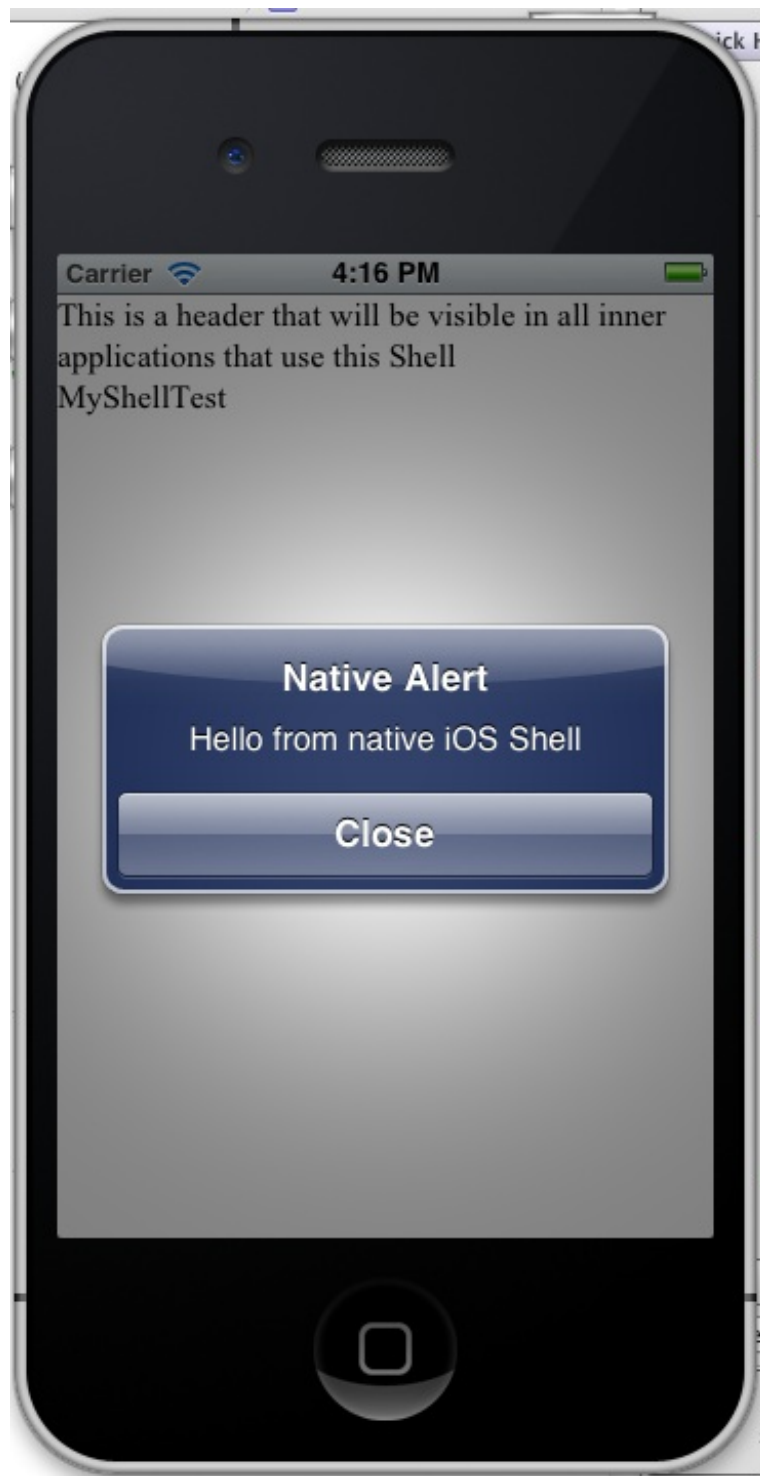 ick H
Carrier 4:16 PM
This is a header that will be visible in all inner
applications that use this Shell
MyShellTest
Native Alert
Hello from native iOS Shell
Close